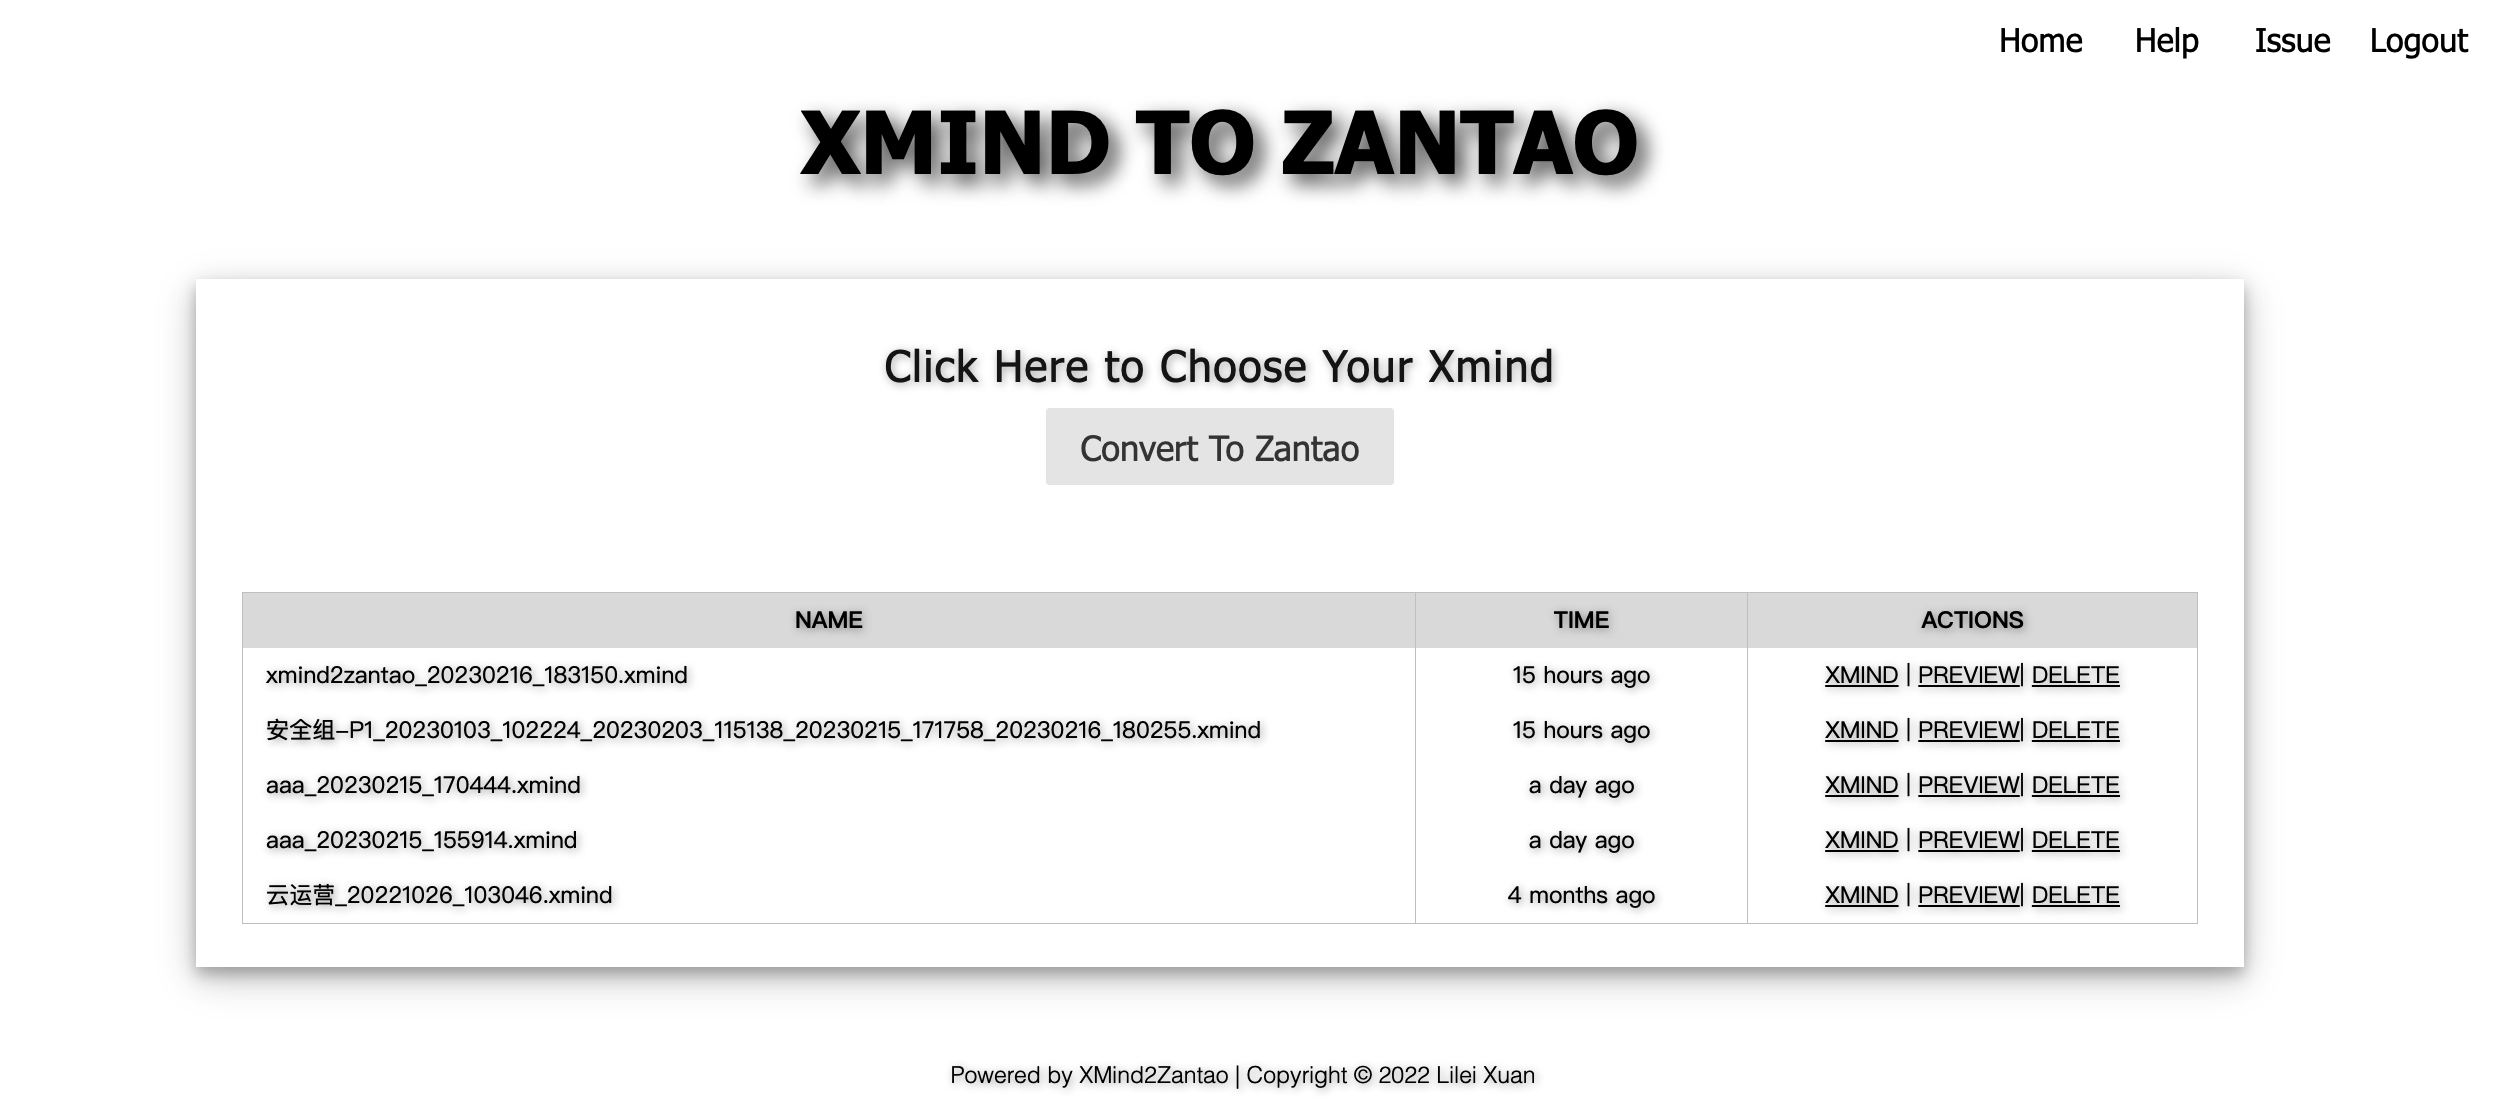 Home Help Issue Logout
XMIND TO ZANTAO
Click Here to Choose Your Xmind
Convert To Zantao
NAME TIME ACTIONS
xmind2zantao_20230216_183150.xmind 15 hours ago XMIND | PREVIEW| DELETE
安全组-P1_20230103_102224_20230203_115138_20230215_171758_20230216_180255.xmind 15 hours ago XMIND | PREVIEW| DELETE
aaa_20230215_170444.xmind a day ago XMIND | PREVIEW| DELETE
aaa_20230215_155914.xmind a day ago XMIND | PREVIEW| DELETE
云运营_20221026_103046.xmind 4 months ago XMIND | PREVIEW| DELETE
Powered by XMind2Zantao | Copyright © 2022 Lilei Xuan